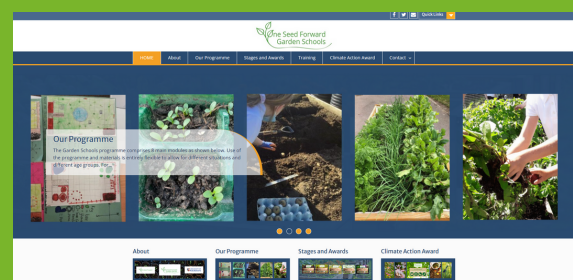 Quick Links
One Seed Forward
Garden Schools
HOME About Our Programme Stages and Awards Training Climate Action Award Contact
Our Programme
The Garden Schools programme comprises 8 main modules as shown below. Use of
the programme and materials is entirely flexible to allow for different situations and
different age groups. For...
About Our Programme Stages and Awards Climate Action Award